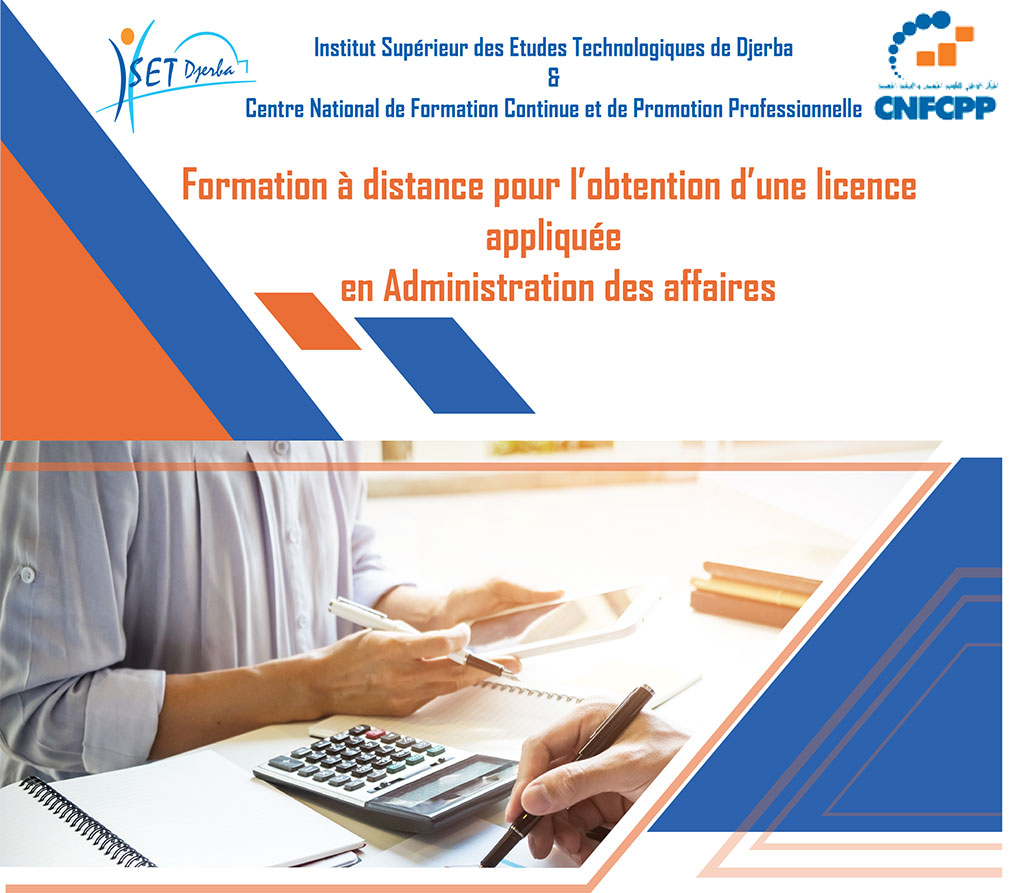 iSET Djerba
Institut Supérieur des Etudes Technologiques de Djerba
&
Centre National de Formation Continue et de Promotion Professionnelle
CNFCPP
Formation à distance pour l’obtention d’une licence
appliquée
en Administration des affaires